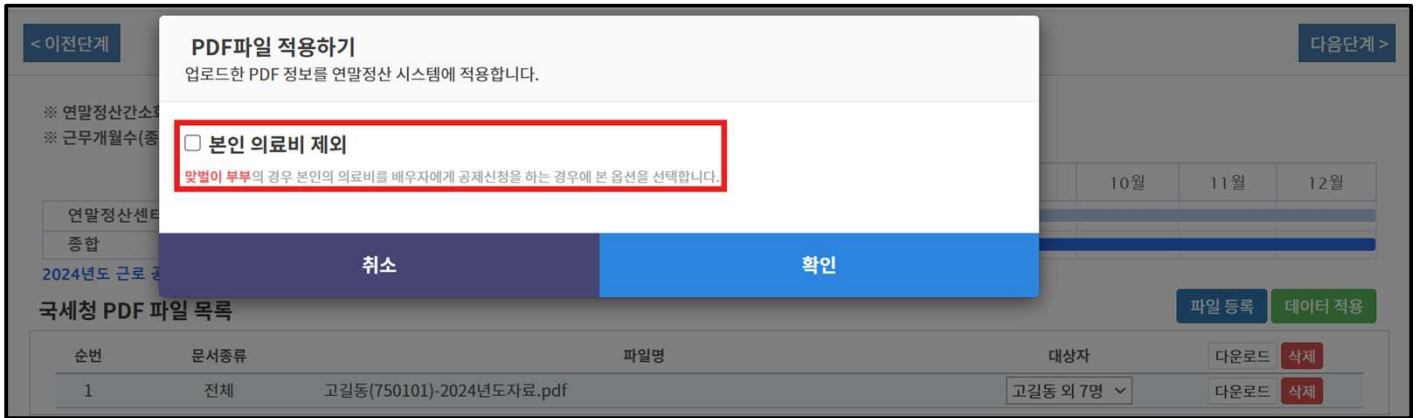 < 이전단계
다음단계 >
PDF파일 적용하기
업로드한 PDF 정보를 연말정산 시스템에 적용합니다.
※ 연말정산간소화
※ 근무개월수(종
본인 의료비 제외
맞벌이 부부의 경우 본인의 의료비를 배우자에게 공제신청을 하는 경우에 본 옵션을 선택합니다.
10월 11월 12월
연말정산센터
종합
취소 확인
2024년도 근로
국세청 PDF 파일 목록
파일 등록 데이터 적용
순번 문서종류 파일명 대상자 다운로드 삭제
1 전체 고길동(750101)-2024년도자료.pdf 고길동 외 7명 다운로드 삭제